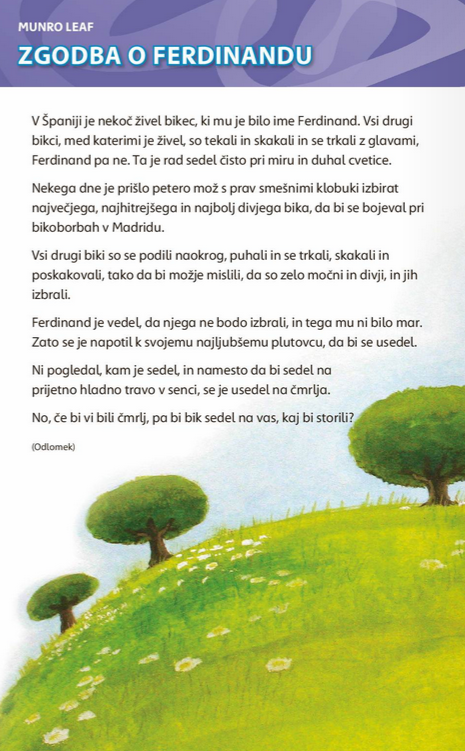 MUNRO LEAF
ZGODBA O FERDINANDU
V Španiji je nekoč živel bikec, ki mu je bilo ime Ferdinand. Vsi drugi
bikci, med katerimi je živel, so tekali in skakali in se trkali z glavami,
Ferdinand pa ne. Ta je rad sedel čisto pri miru in duhal cvetice.
Nekega dne je prišlo petero mož s prav smešnimi klobuki izbirat
največjega, najhitrejšega in najbolj divjega bika, da bi se bojeval pri
bikoborbah v Madridu.
Vsi drugi biki so se podili naokrog, puhali in se trkali, skakali in
poskakovali, tako da bi možje mislili, da so zelo močni in divji, in jih
izbrali.
Ferdinand je vedel, da njega ne bodo izbrali, in tega mu ni bilo mar.
Zato se je napotil k svojemu najljubšemu plutovcu, da bi se usedel.
Ni pogledal, kam je sedel, in namesto da bi sedel na
prijetno hladno travo v senci, se je usedel na čmrlja.
No, če bi vi bili čmrlj, pa bi bik sedel na vas, kaj bi storili?
(Odlomek)